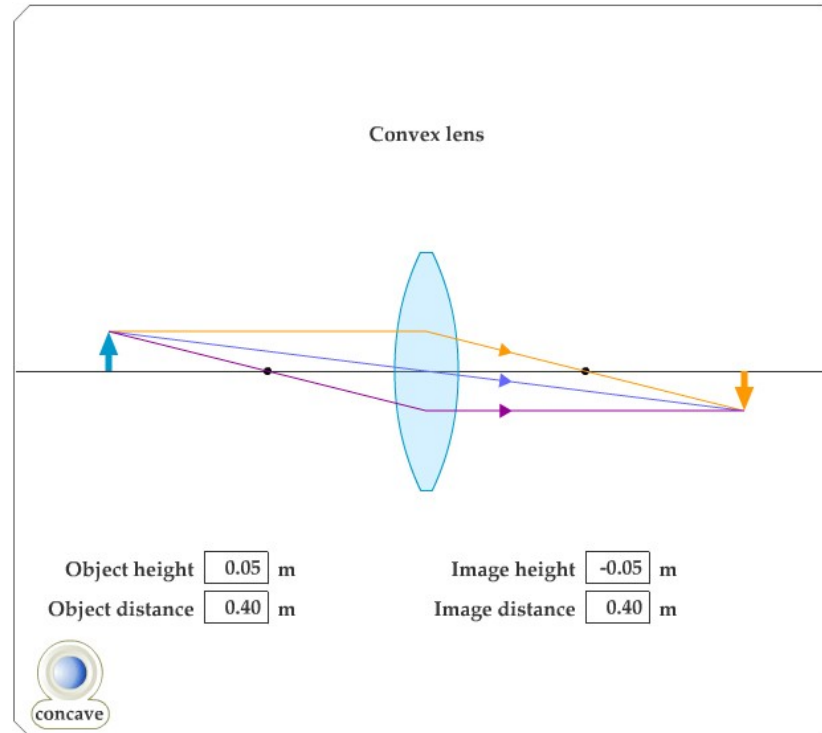 Convex lens
Object height 0.05 m
Image height -0.05 m
Object distance 0.40 m
Image distance 0.40 m
concave